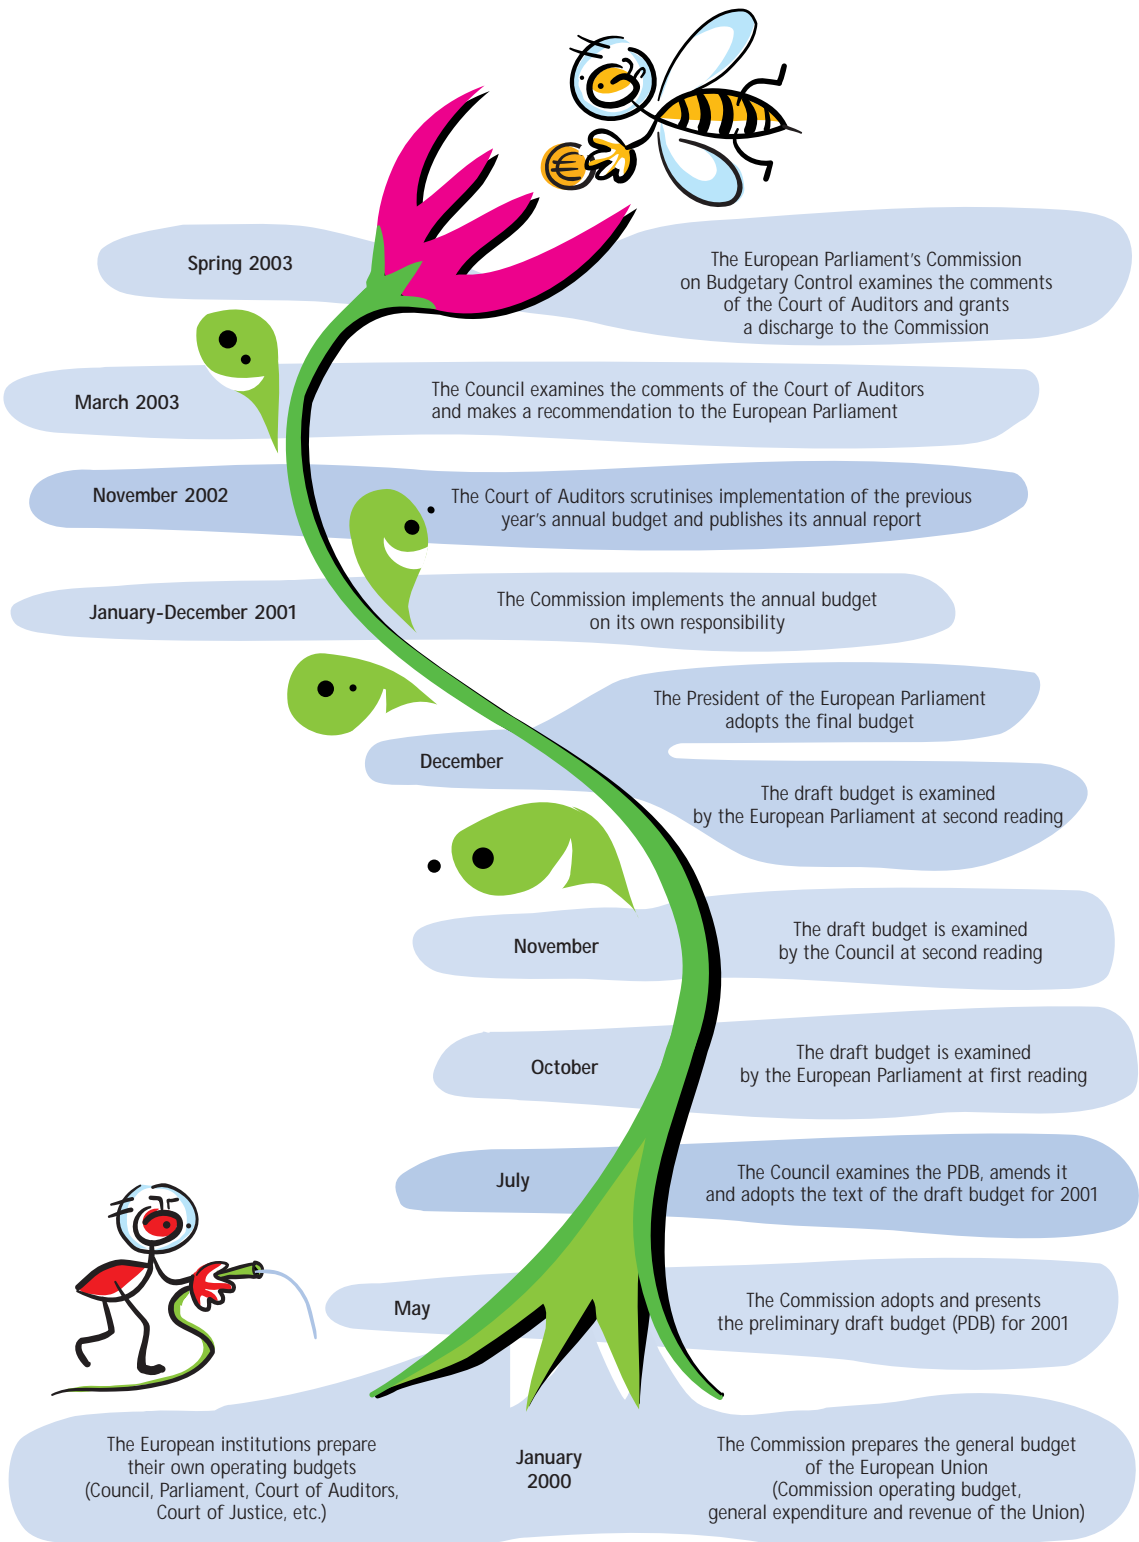 Spring 2003
The European Parliament's Commission
on Budgetary Control examines the comments
of the Court of Auditors and grants
a discharge to the Commission
March 2003
The Council examines the comments of the Court of Auditors
and makes a recommendation to the European Parliament
November 2002
The Court of Auditors scrutinises implementation of the previous
year's annual budget and publishes its annual report
January-December 2001
The Commission implements the annual budget
on its own responsibility
The President of the European Parliament
adopts the final budget
December
The draft budget is examined
by the European Parliament at second reading
November
The draft budget is examined
by the Council at second reading
October
The draft budget is examined
by the European Parliament at first reading
July
The Council examines the PDB, amends it
and adopts the text of the draft budget for 2001
May
The Commission adopts and presents
the preliminary draft budget (PDB) for 2001
The European institutions prepare
their own operating budgets
(Council, Parliament, Court of Auditors,
Court of Justice, etc.)
January
2000
The Commission prepares the general budget
of the European Union
(Commission operating budget,
general expenditure and revenue of the Union)